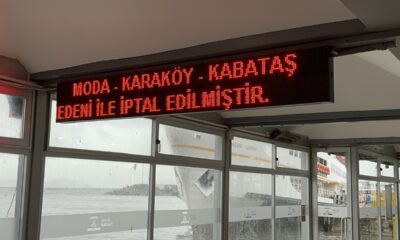 MODA - KARAKÖY - KABATAŞ
EDENİ İLE İPTAL EDİLMİŞTİR.